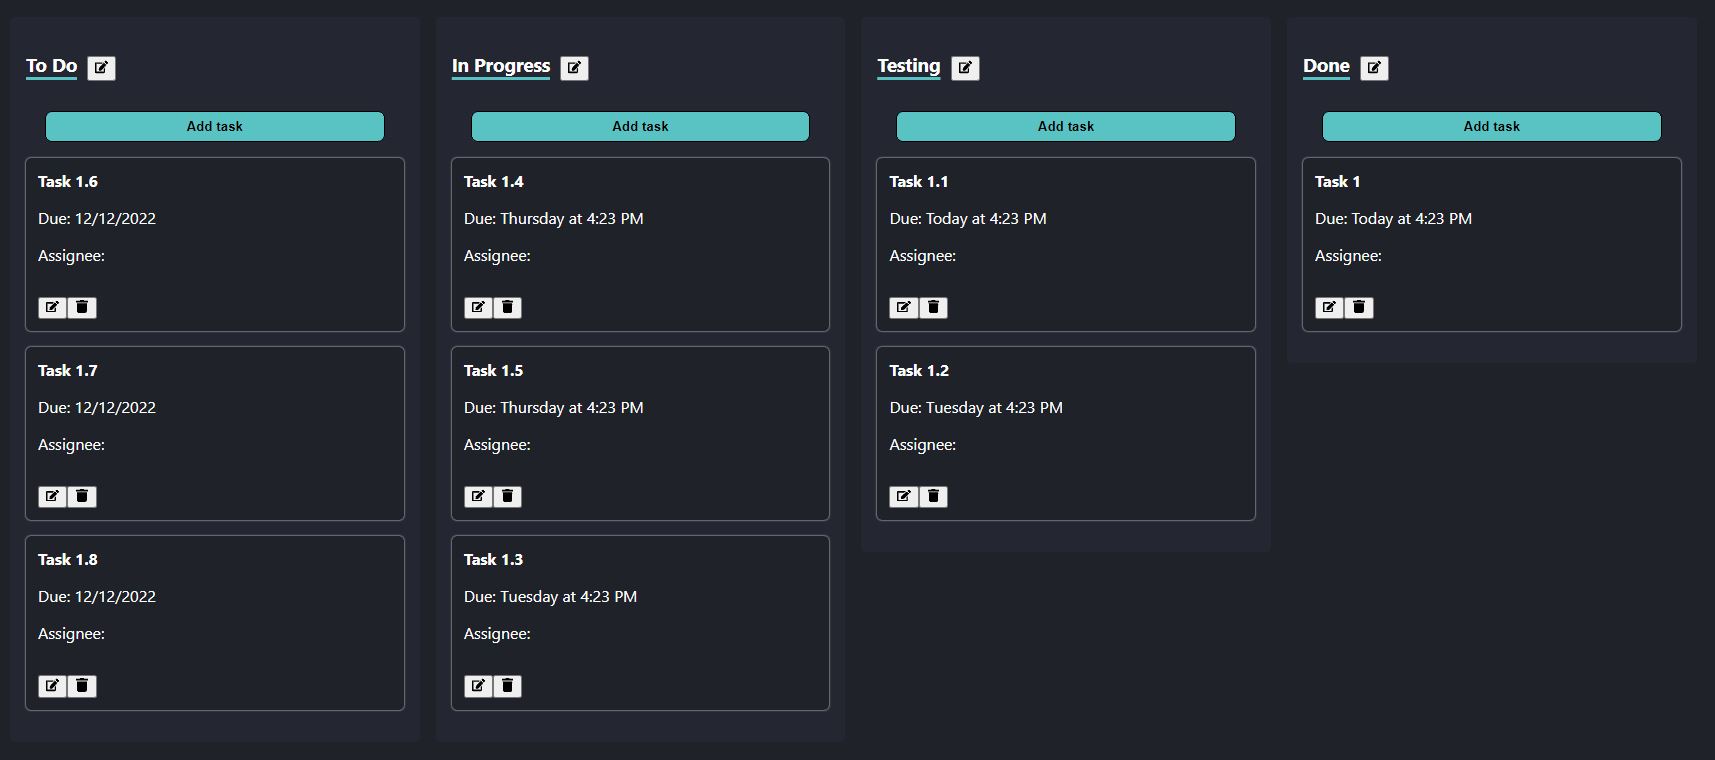 To Do
Add task
Task 1.6
Due: 12/12/2022
Assignee:
Task 1.7
Due: 12/12/2022
Assignee:
Task 1.8
Due: 12/12/2022
Assignee:
In Progress
Add task
Task 1.4
Due: Thursday at 4:23 PM
Assignee:
Task 1.5
Due: Thursday at 4:23 PM
Assignee:
Task 1.3
Due: Tuesday at 4:23 PM
Assignee:
Testing
Add task
Task 1.1
Due: Today at 4:23 PM
Assignee:
Task 1.2
Due: Tuesday at 4:23 PM
Assignee:
Done
Add task
Task 1
Due: Today at 4:23 PM
Assignee: